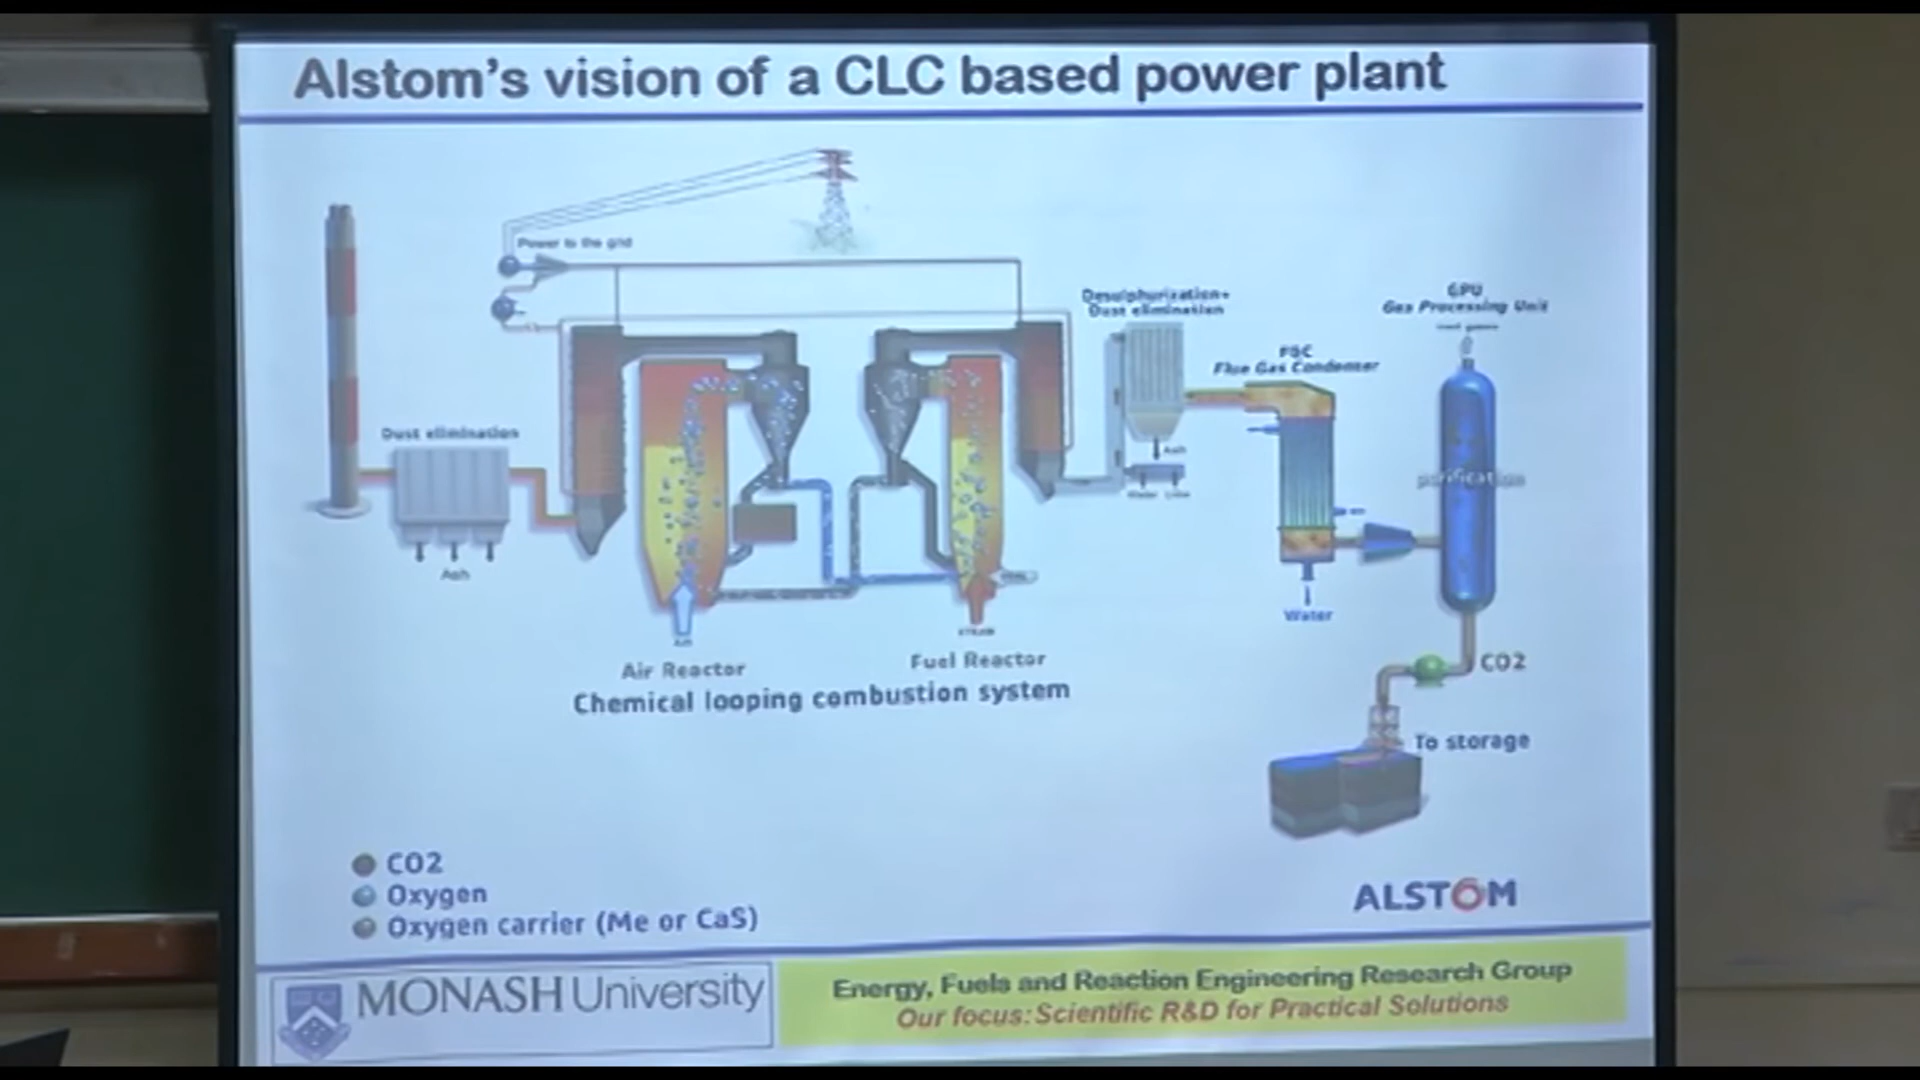 Alstom's vision of a CLC based power plant
Power to the grid
Desulphurization+
Dust elimination
GPU
Gas Processing Unit
FGC
Flue Gas Condenser
Dust elimination
Ash
Ash
Water
purification
Air
Water
Air Reactor
Fuel Reactor
Chemical looping combustion system
CO2
To storage
CO2
Oxygen
Oxygen carrier (Me or CaS)
ALSTOM
MONASH University
Energy, Fuels and Reaction Engineering Research Group
Our focus: Scientific R&D for Practical Solutions